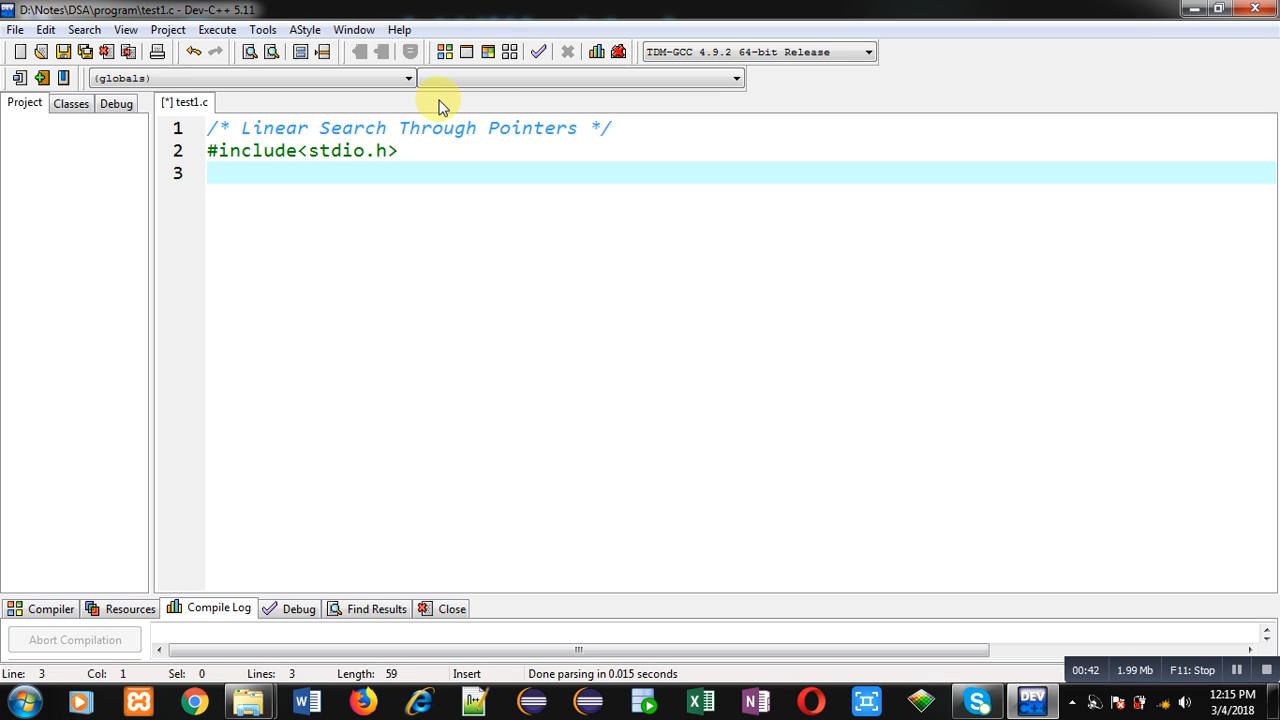 D:\Notes\DSA\program\test1.c - Dev-C++ 5.11
File Edit Search View Project Execute Tools AStyle Window Help
TDM-GCC 4.9.2 64-bit Release
(globals)
Project Classes Debug [*] test1.c
1 /* Linear Search Through Pointers */
2 #include<stdio.h>
3
Compiler Resources Compile Log Debug Find Results Close
Abort Compilation
Line: 3 Col: 1 Sel: 0 Lines: 3 Length: 59 Insert Done parsing in 0.015 seconds
00:42 1.99 Mb F11: Stop
DEV
12:15 PM
3/4/2018